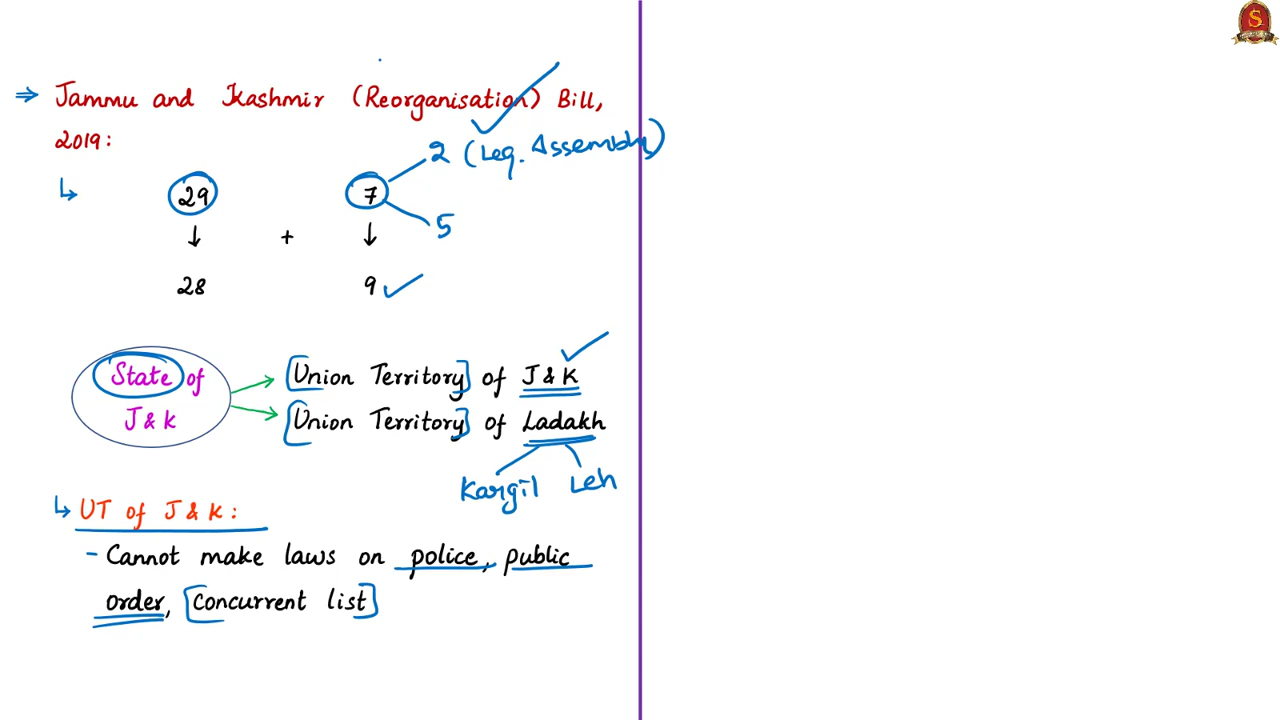 ⇒ Jammu and Kashmir (Reorganisation) Bill,
2019:
2 (Leg. Assembly)
↳ 29 7
5
↓ + ↓
28 9
State of
J & K
Union Territory of J & K
Union Territory of Ladakh
Kargil Leh
↳ UT of J & K:
- Cannot make laws on police, public
order, [Concurrent list]
S